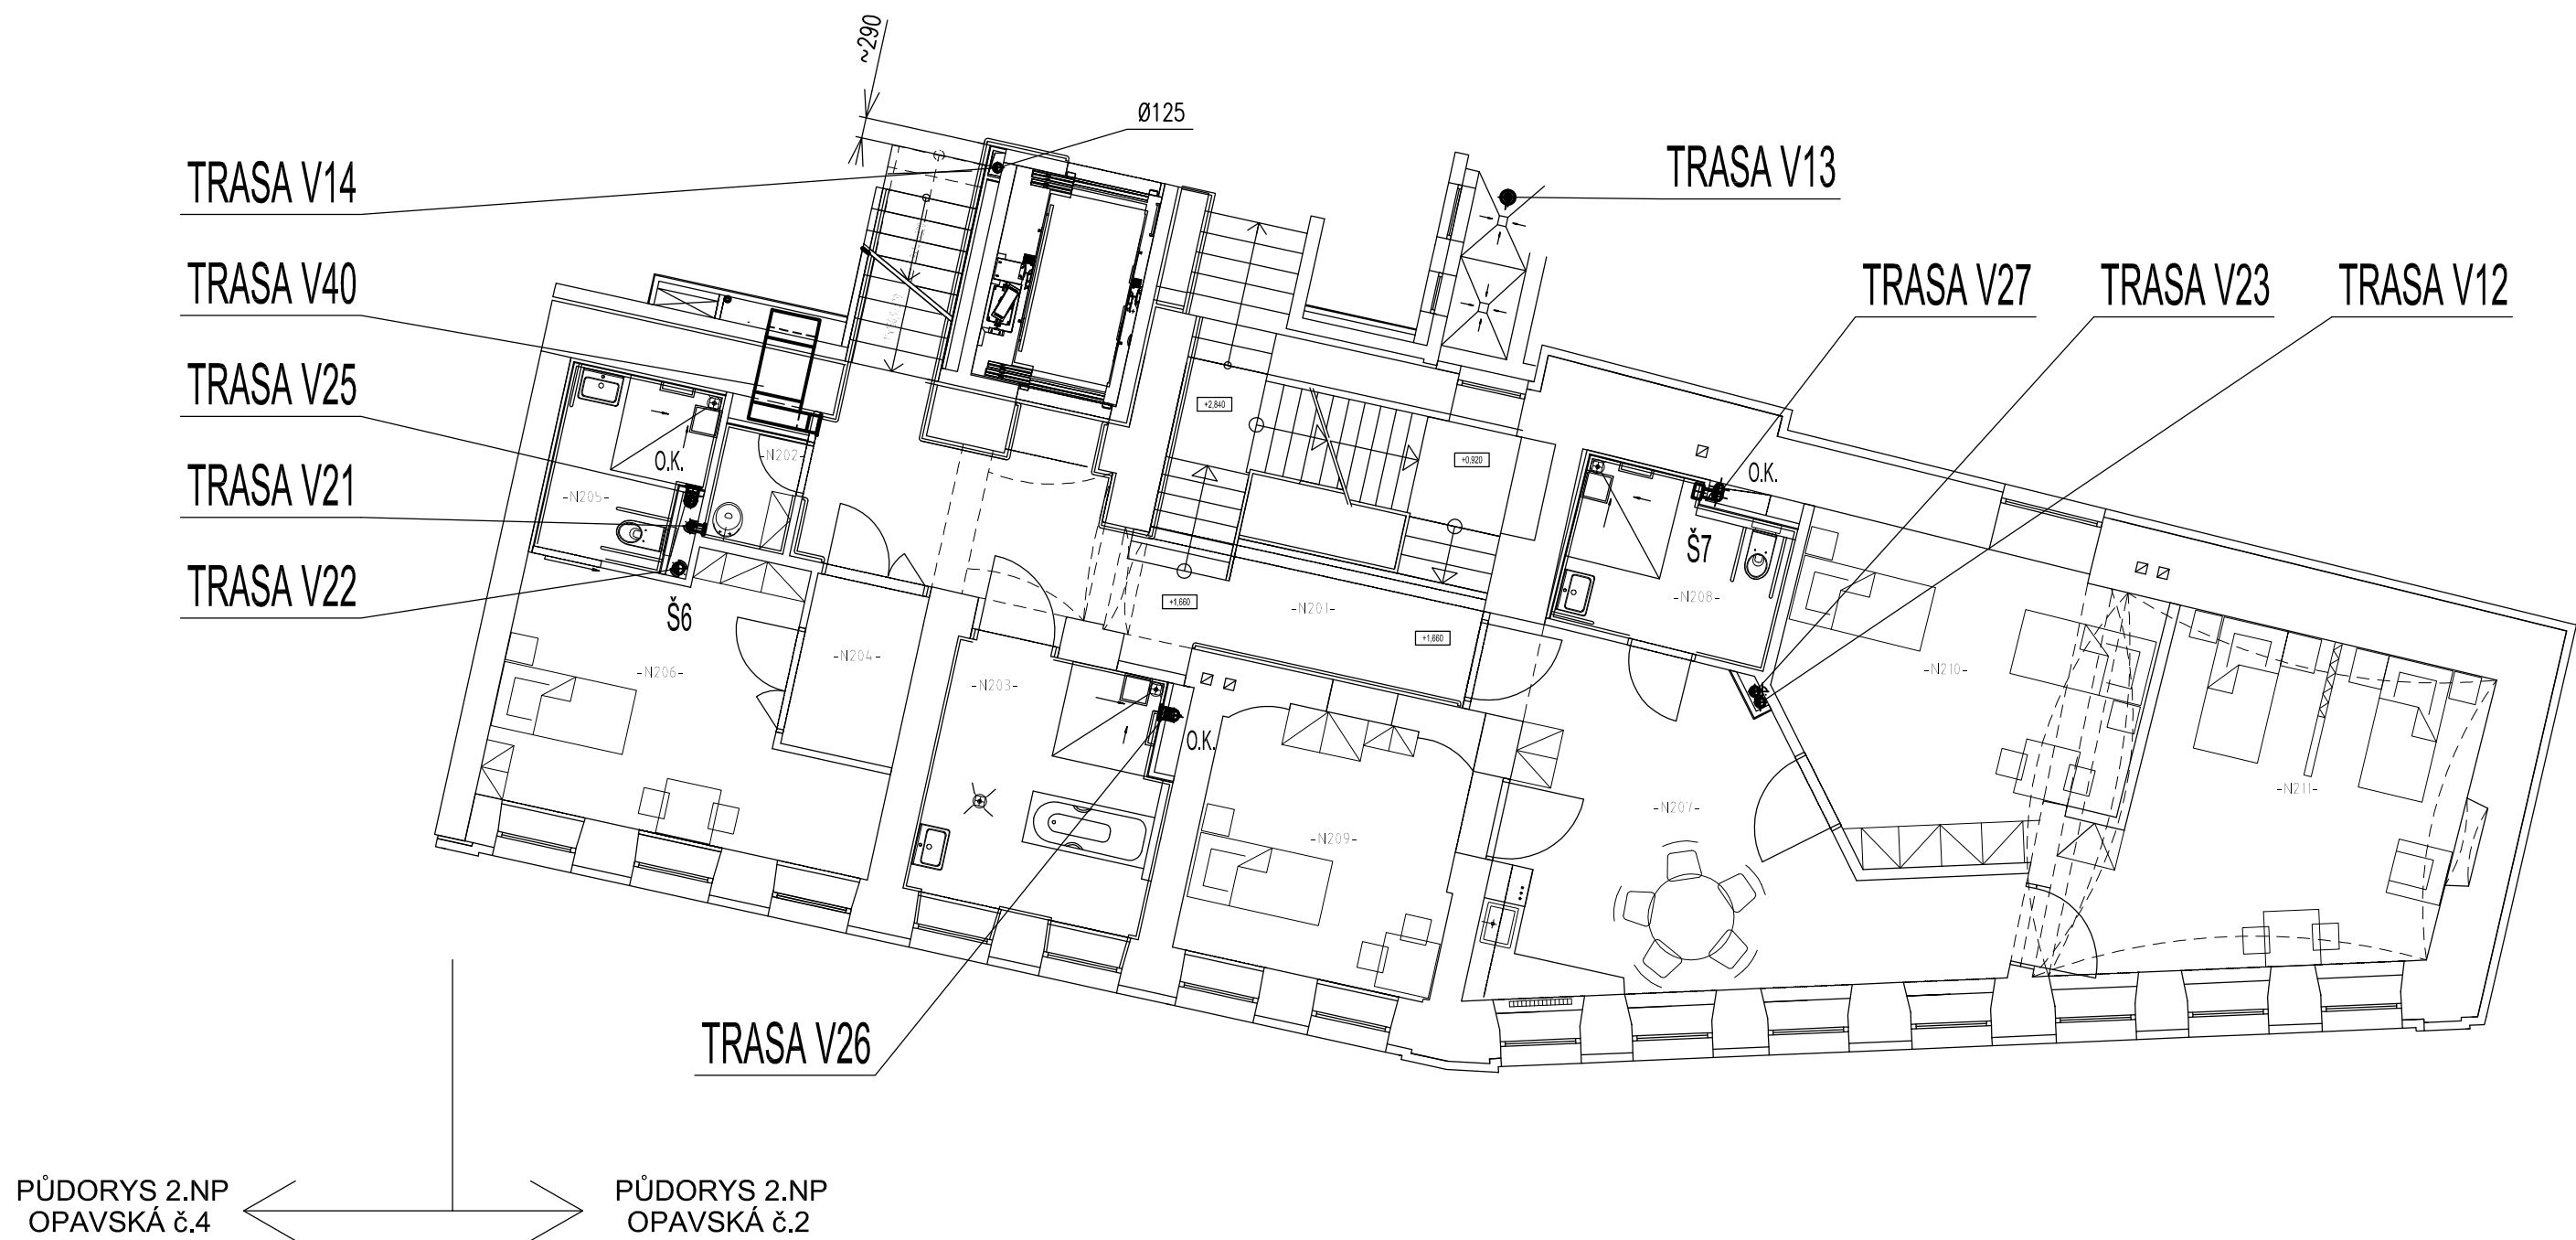 ~290
Ø125
TRASA V14
TRASA V13
TRASA V40
TRASA V27
TRASA V23
TRASA V12
TRASA V25
+2,840
+0,920
-N202-
O.K.
O.K.
TRASA V21
-N205-
Š7
TRASA V22
-N208-
+1,660
-N201-
Š6
+1,660
-N204-
-N206-
-N203-
-N210-
O.K.
-N211-
-N207-
-N209-
TRASA V26
PŮDORYS 2.NP
OPAVSKÁ č.4
PŮDORYS 2.NP
OPAVSKÁ č.2